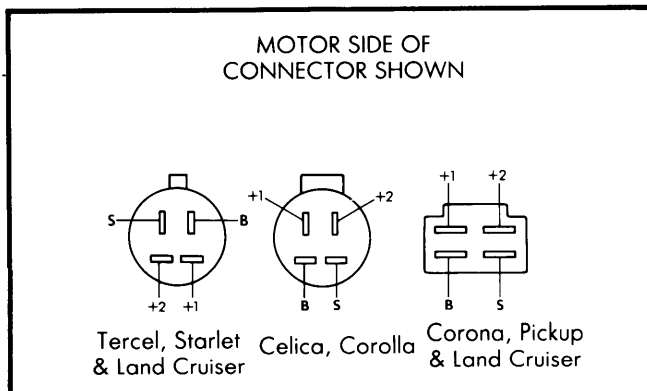 MOTOR SIDE OF
CONNECTOR SHOWN
+1 +2
+1 +2
S B
B S
B S
+2 +1
Tercel, Starlet
& Land Cruiser
Celica, Corolla
Corona, Pickup
& Land Cruiser